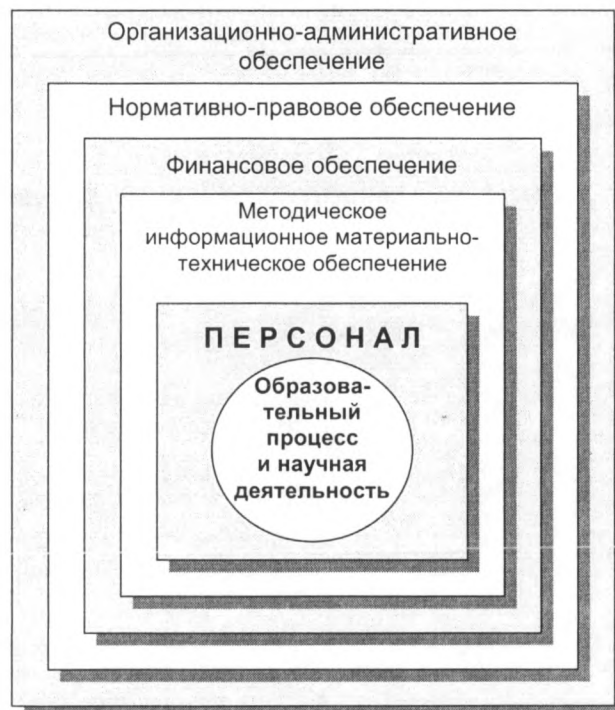 Организационно-административное
обеспечение
Нормативно-правовое обеспечение
Финансовое обеспечение
Методическое
информационное материально-
техническое обеспечение
ПЕРСОНАЛ
Образова-
тельный
процесс
и научная
деятельность